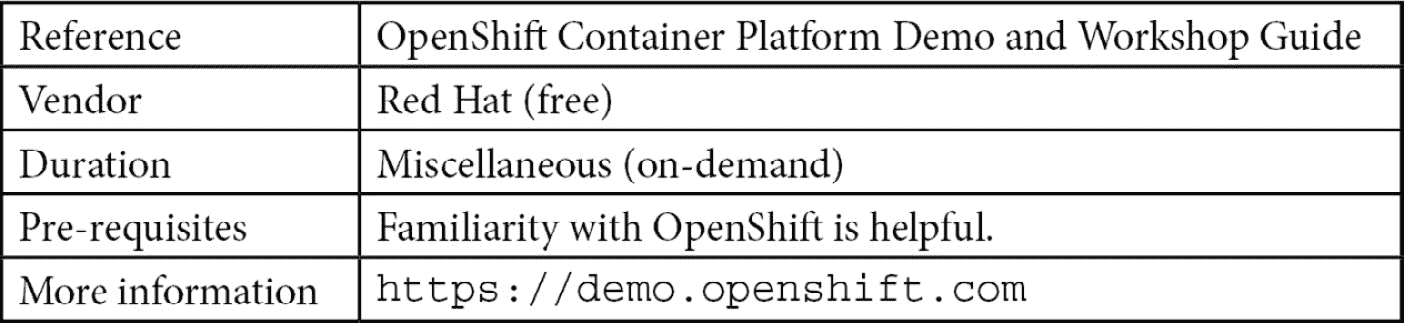 Reference OpenShift Container Platform Demo and Workshop Guide
Vendor Red Hat (free)
Duration Miscellaneous (on-demand)
Pre-requisites Familiarity with OpenShift is helpful.
More information https://demo.openshift.com